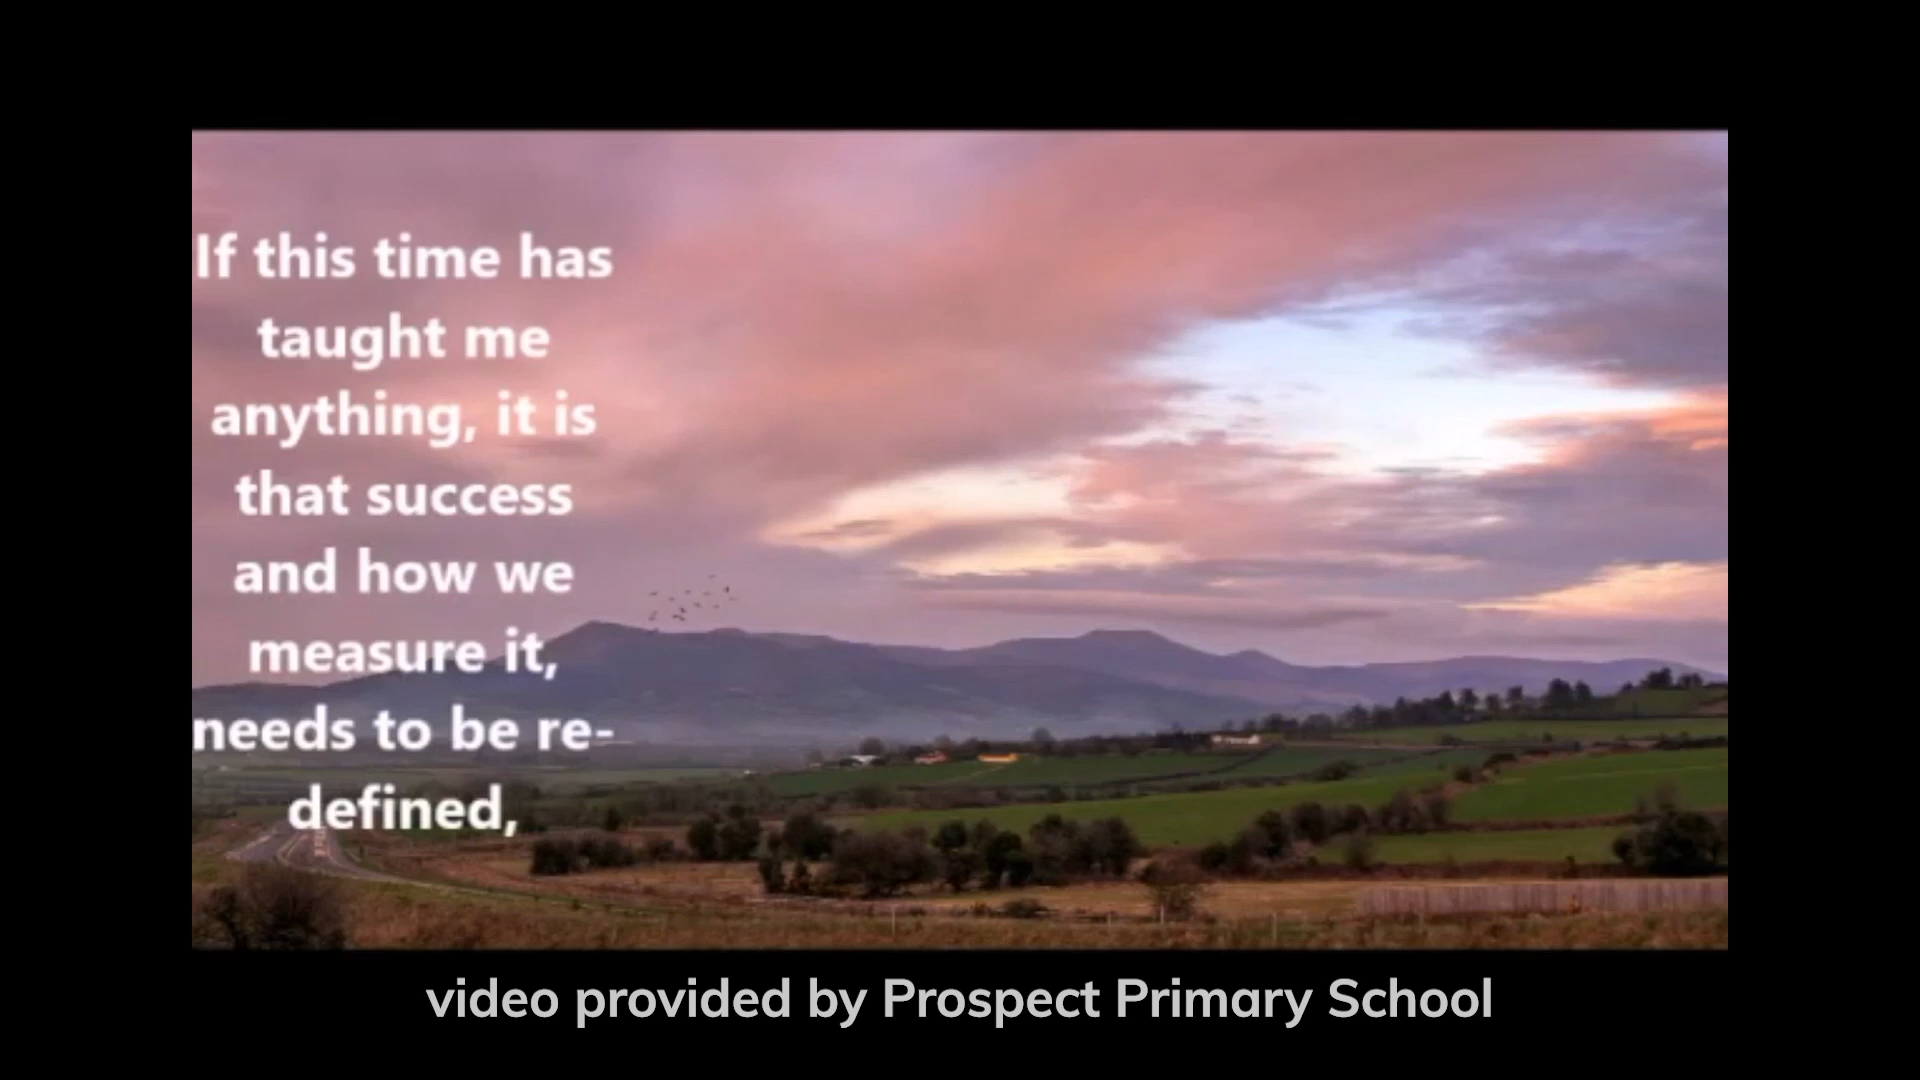 If this time has
taught me
anything, it is
that success
and how we
measure it,
needs to be re-
defined,
video provided by Prospect Primary School